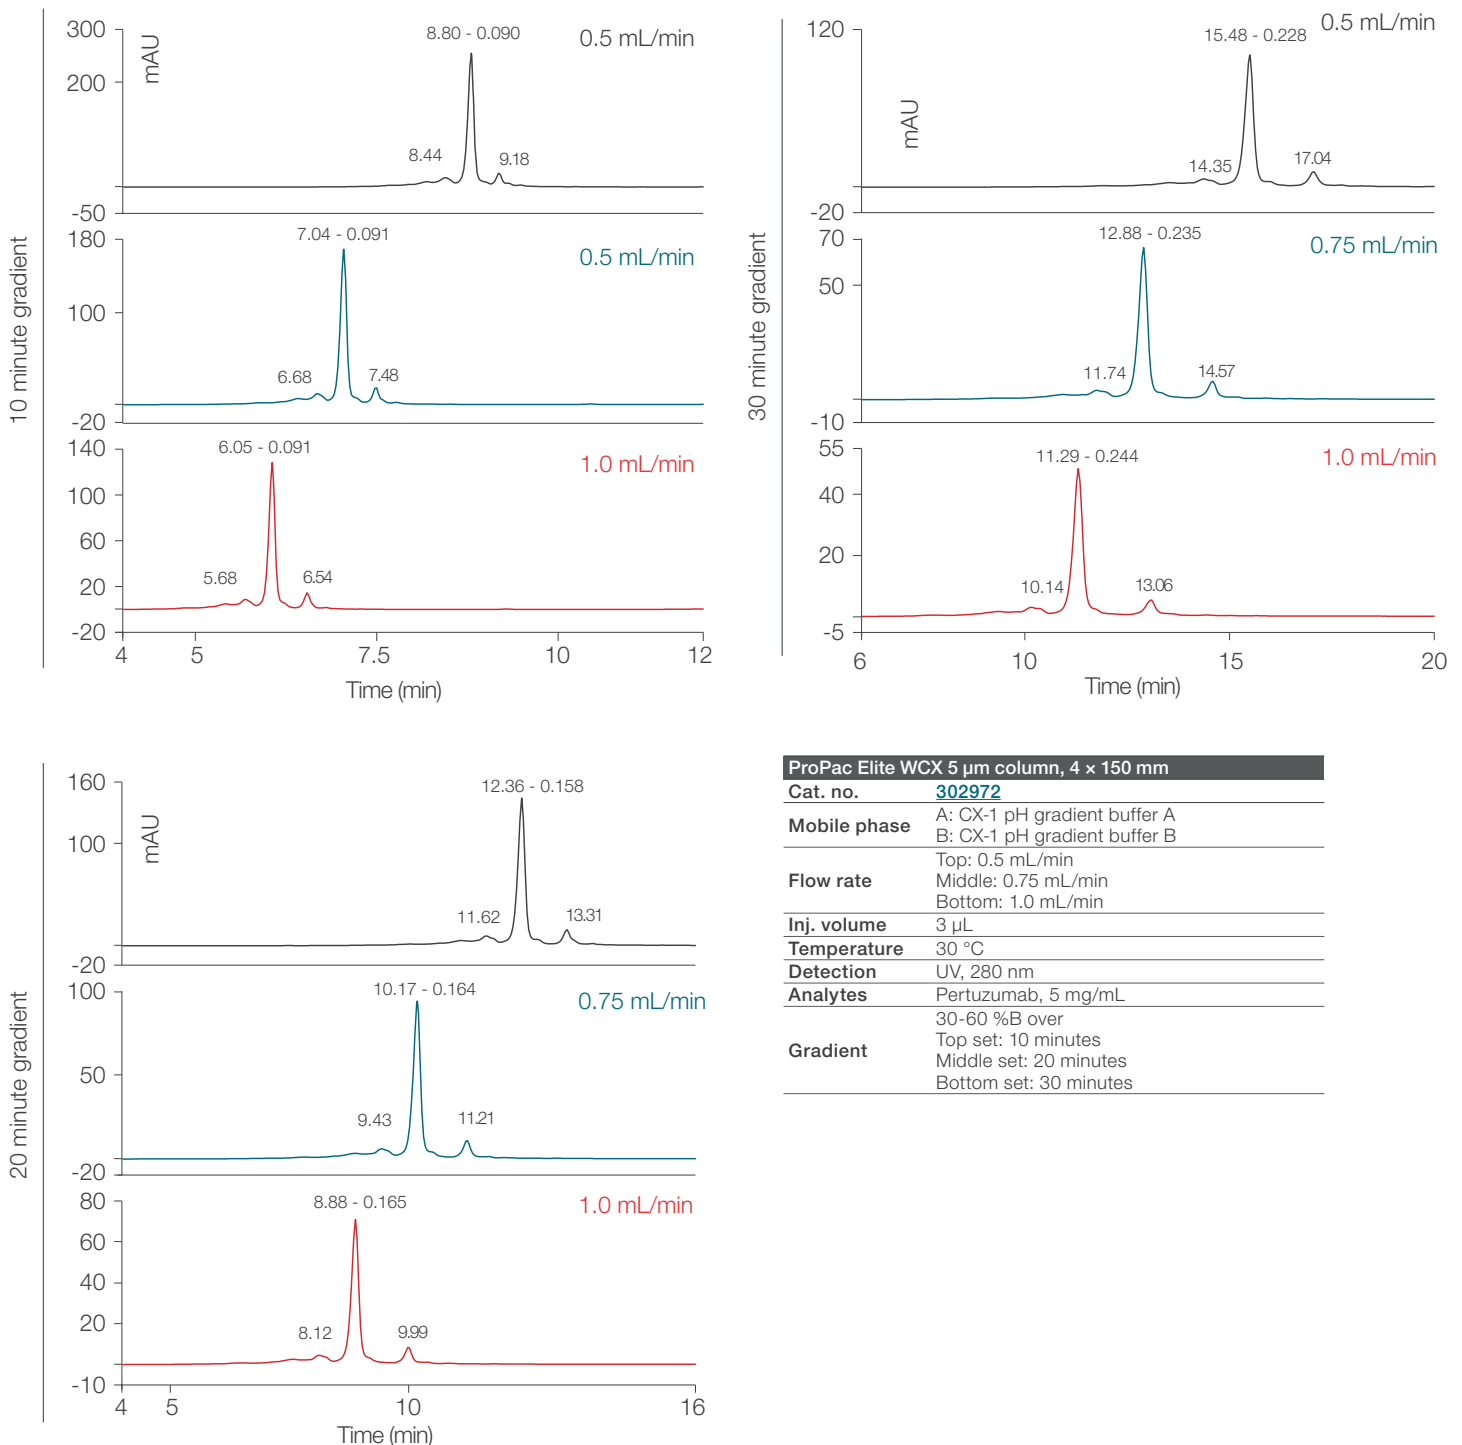 10 minute gradient
mAU
300
200
-50
8.80 - 0.090
0.5 mL/min
8.44
9.18
180
100
-20
7.04 - 0.091
0.5 mL/min
6.68
7.48
140
100
60
20
-20
6.05 - 0.091
1.0 mL/min
5.68
6.54
4
5
7.5
10
12
Time (min)
30 minute gradient
mAU
120
-20
15.48 - 0.228
0.5 mL/min
14.35
17.04
70
50
-10
12.88 - 0.235
0.75 mL/min
11.74
14.57
55
40
20
-5
11.29 - 0.244
1.0 mL/min
10.14
13.06
6
10
15
20
Time (min)
20 minute gradient
mAU
160
100
-20
12.36 - 0.158
11.62
13.31
100
50
-20
10.17 - 0.164
0.75 mL/min
9.43
11.21
80
60
40
20
-10
8.88 - 0.165
1.0 mL/min
8.12
9.99
4
5
10
16
Time (min)
ProPac Elite WCX 5 µm column, 4 × 150 mm
Cat. no. 302972
Mobile phase A: CX-1 pH gradient buffer A
B: CX-1 pH gradient buffer B
Flow rate Top: 0.5 mL/min
Middle: 0.75 mL/min
Bottom: 1.0 mL/min
Inj. volume 3 µL
Temperature 30 °C
Detection UV, 280 nm
Analytes Pertuzumab, 5 mg/mL
Gradient 30-60 %B over
Top set: 10 minutes
Middle set: 20 minutes
Bottom set: 30 minutes